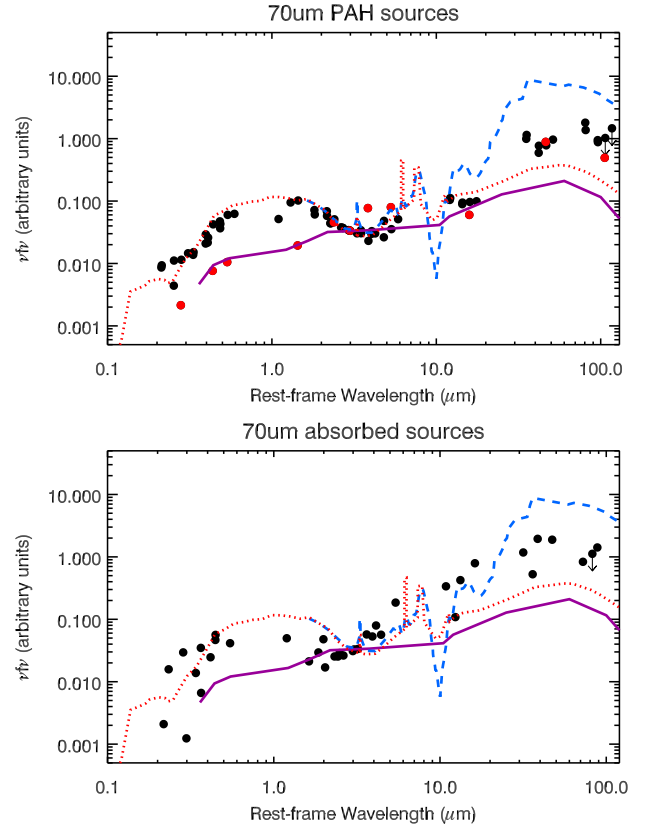 70um PAH sources
10.000
1.000
0.100
0.010
0.001
νfν (arbitrary units)
0.1 1.0 10.0 100.0
Rest-frame Wavelength (μm)
70um absorbed sources
10.000
1.000
0.100
0.010
0.001
νfν (arbitrary units)
0.1 1.0 10.0 100.0
Rest-frame Wavelength (μm)